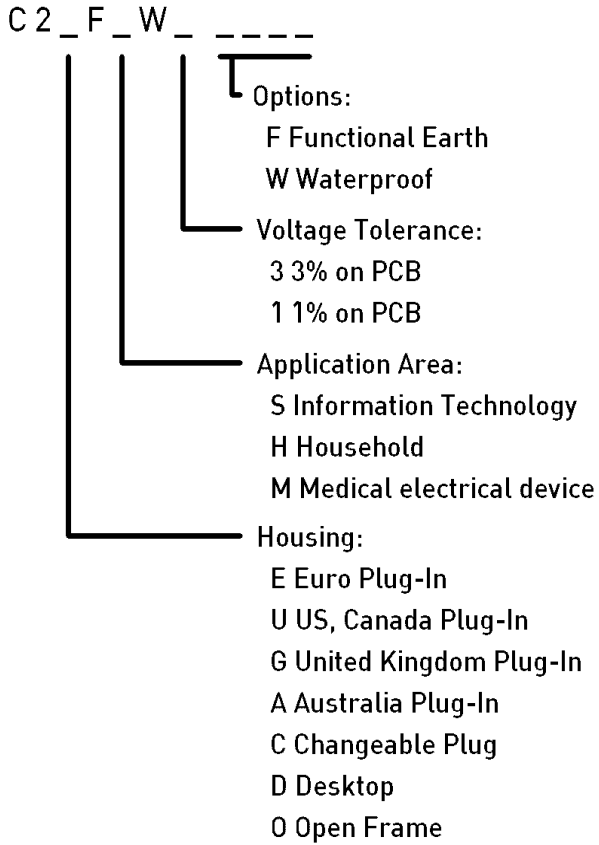 C 2 _ F _ W _ _ _ _ _
Options:
F Functional Earth
W Waterproof
Voltage Tolerance:
3 3% on PCB
1 1% on PCB
Application Area:
S Information Technology
H Household
M Medical electrical device
Housing:
E Euro Plug-In
U US, Canada Plug-In
G United Kingdom Plug-In
A Australia Plug-In
C Changeable Plug
D Desktop
O Open Frame